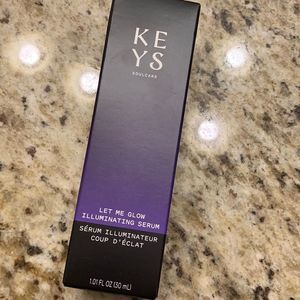 KE
YS
SOULCARE
LET ME GLOW
ILLUMINATING SERUM
SÉRUM ILLUMINATEUR
COUP D'ÉCLAT
1.01 FL OZ (30 mL)